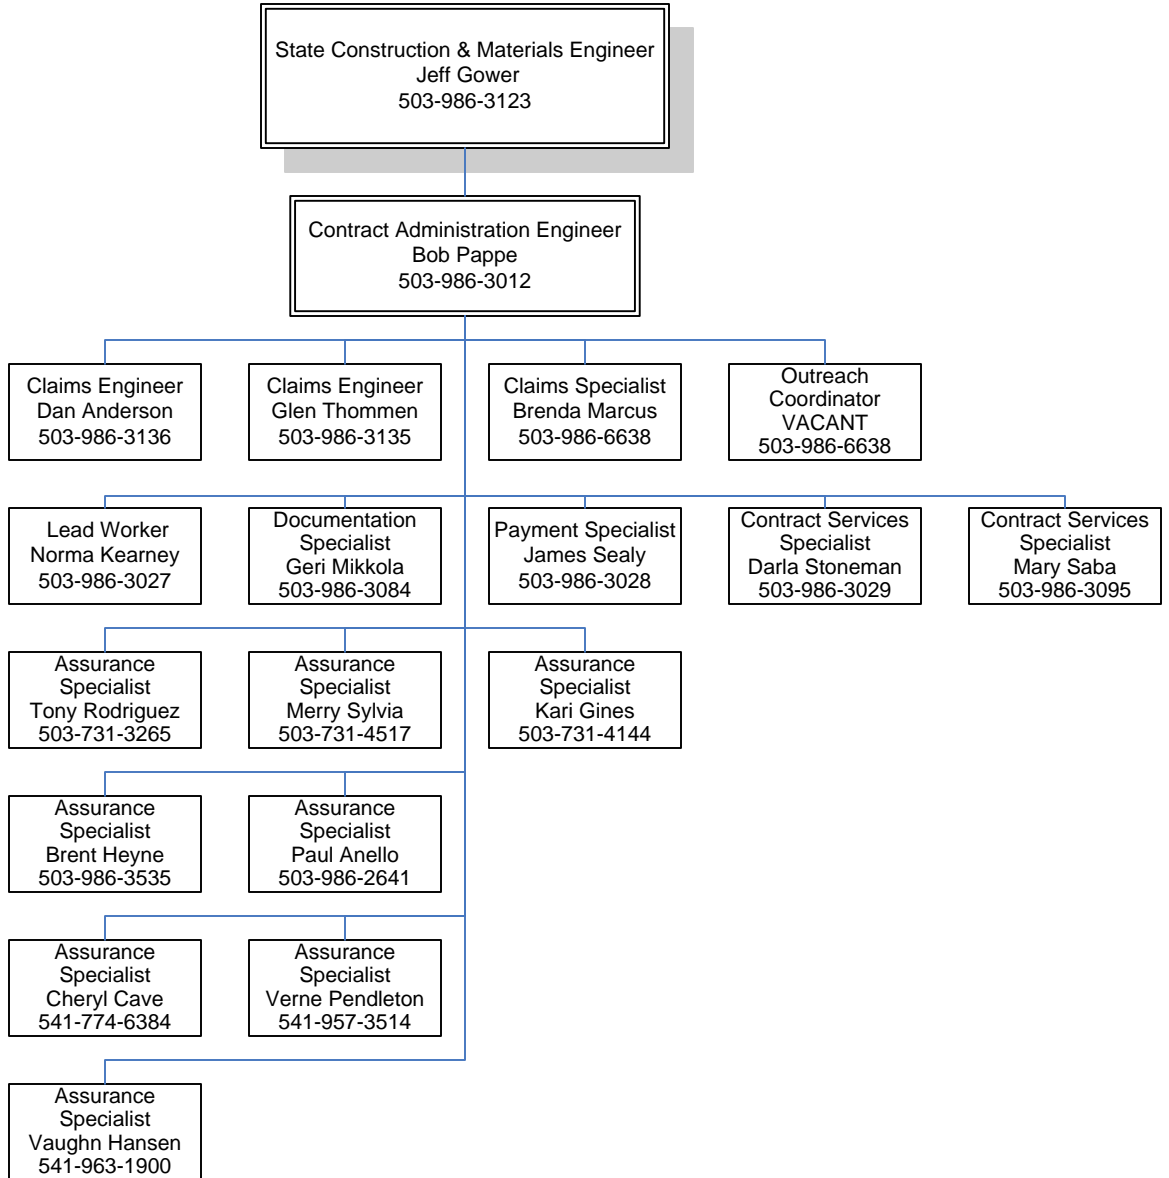 State Construction & Materials Engineer
Jeff Gower
503-986-3123
Contract Administration Engineer
Bob Pappe
503-986-3012
Claims Engineer
Dan Anderson
503-986-3136
Claims Engineer
Glen Thommen
503-986-3135
Claims Specialist
Brenda Marcus
503-986-6638
Outreach
Coordinator
VACANT
503-986-6638
Lead Worker
Norma Kearney
503-986-3027
Documentation
Specialist
Geri Mikkola
503-986-3084
Payment Specialist
James Sealy
503-986-3028
Contract Services
Specialist
Darla Stoneman
503-986-3029
Contract Services
Specialist
Mary Saba
503-986-3095
Assurance
Specialist
Tony Rodriguez
503-731-3265
Assurance
Specialist
Merry Sylvia
503-731-4517
Assurance
Specialist
Kari Gines
503-731-4144
Assurance
Specialist
Brent Heyne
503-986-3535
Assurance
Specialist
Paul Anello
503-986-2641
Assurance
Specialist
Cheryl Cave
541-774-6384
Assurance
Specialist
Verne Pendleton
541-957-3514
Assurance
Specialist
Vaughn Hansen
541-963-1900